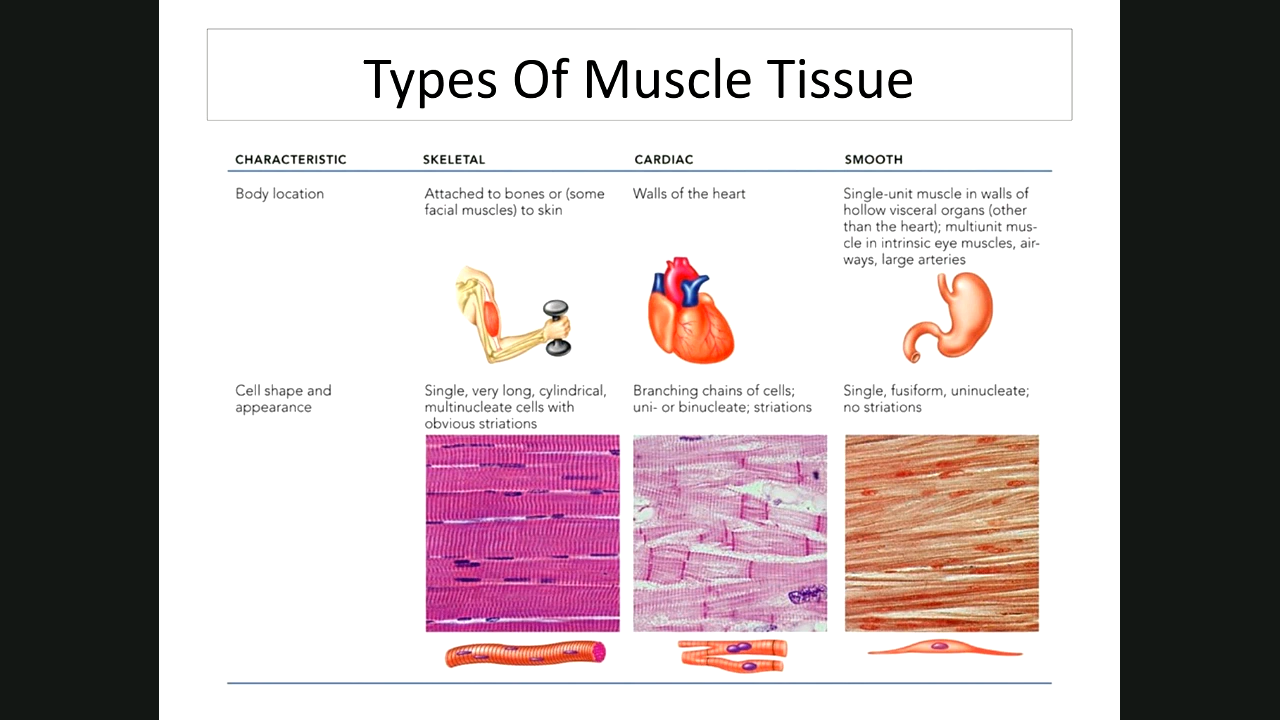 Types Of Muscle Tissue
CHARACTERISTIC SKELETAL CARDIAC SMOOTH
Body location
Attached to bones or (some
facial muscles) to skin
Walls of the heart
Single-unit muscle in walls of
hollow visceral organs (other
than the heart); multiunit mus-
cle in intrinsic eye muscles, air-
ways, large arteries
Cell shape and
appearance
Single, very long, cylindrical,
multinucleate cells with
obvious striations
Branching chains of cells;
uni- or binucleate; striations
Single, fusiform, uninucleate;
no striations